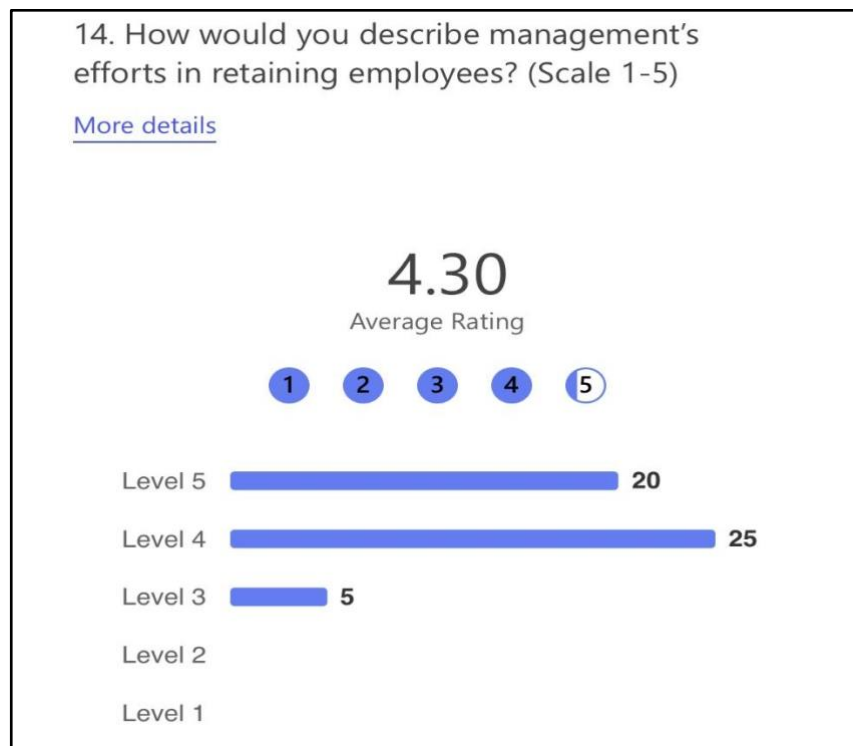 14. How would you describe management’s
efforts in retaining employees? (Scale 1-5)
More details
4.30
Average Rating
1 2 3 4 5
Level 5 20
Level 4 25
Level 3 5
Level 2
Level 1